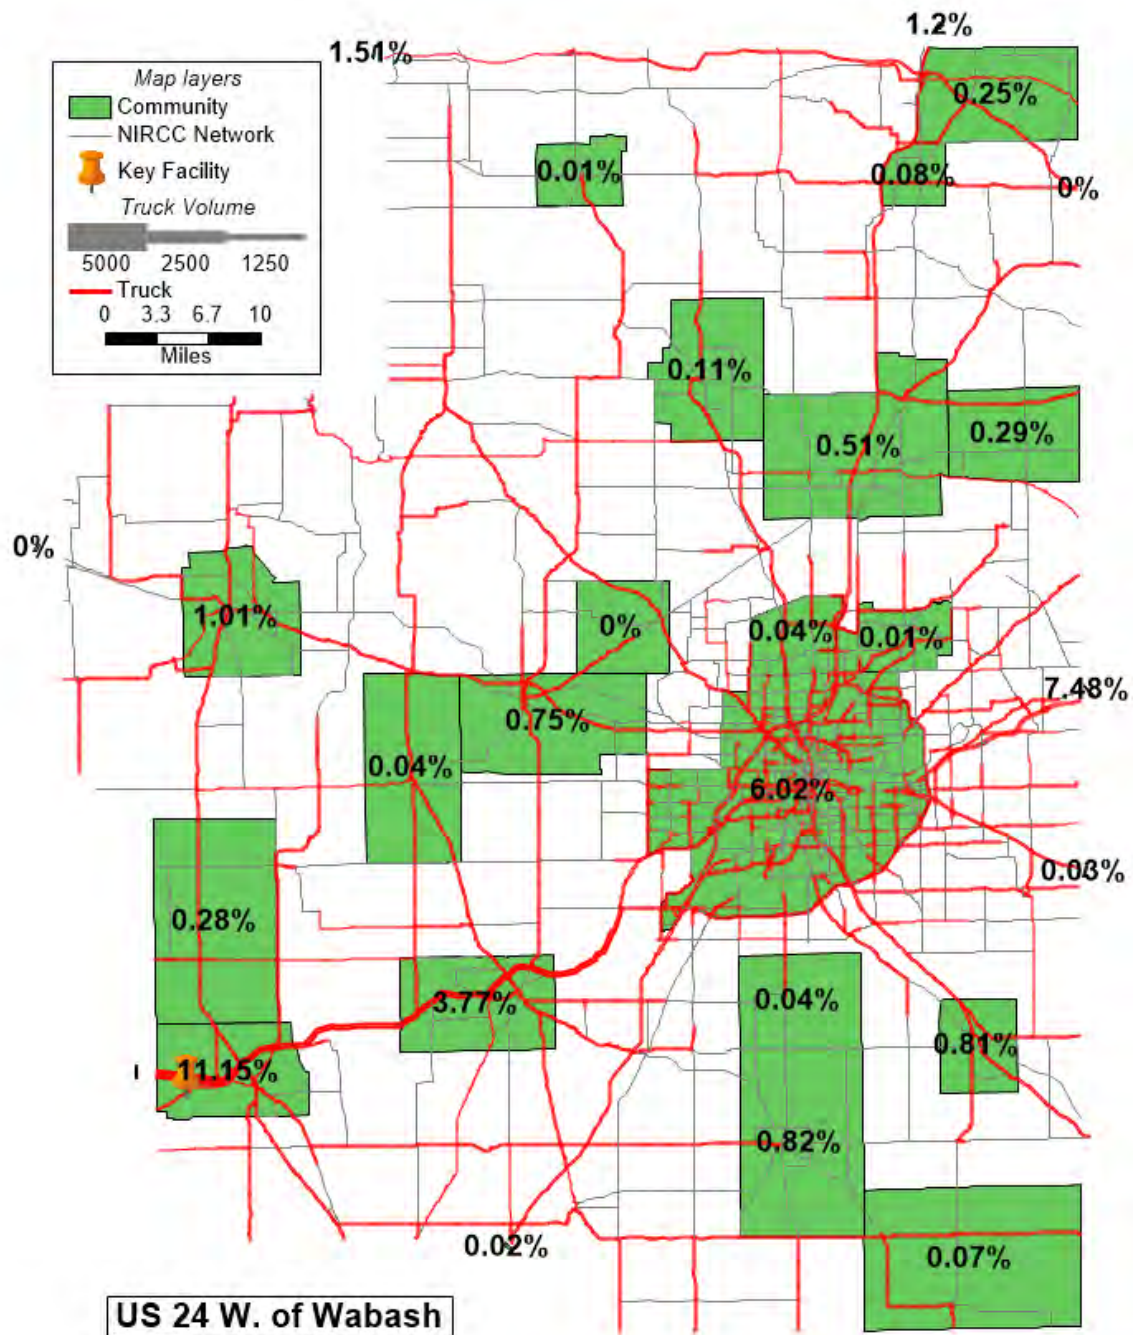 1.2%
1.51%
Map layers
Community
NIRCC Network
Key Facility
Truck Volume
5000 2500 1250
Truck
0 3.3 6.7 10
Miles
0.25%
0.01%
0.08%
0%
0.11%
0.51%
0.29%
0%
1.01%
0%
0.04%
0.01%
7.48%
0.75%
0.04%
6.02%
0.03%
0.28%
3.77%
0.04%
0.81%
11.15%
0.82%
0.02%
0.07%
US 24 W. of Wabash